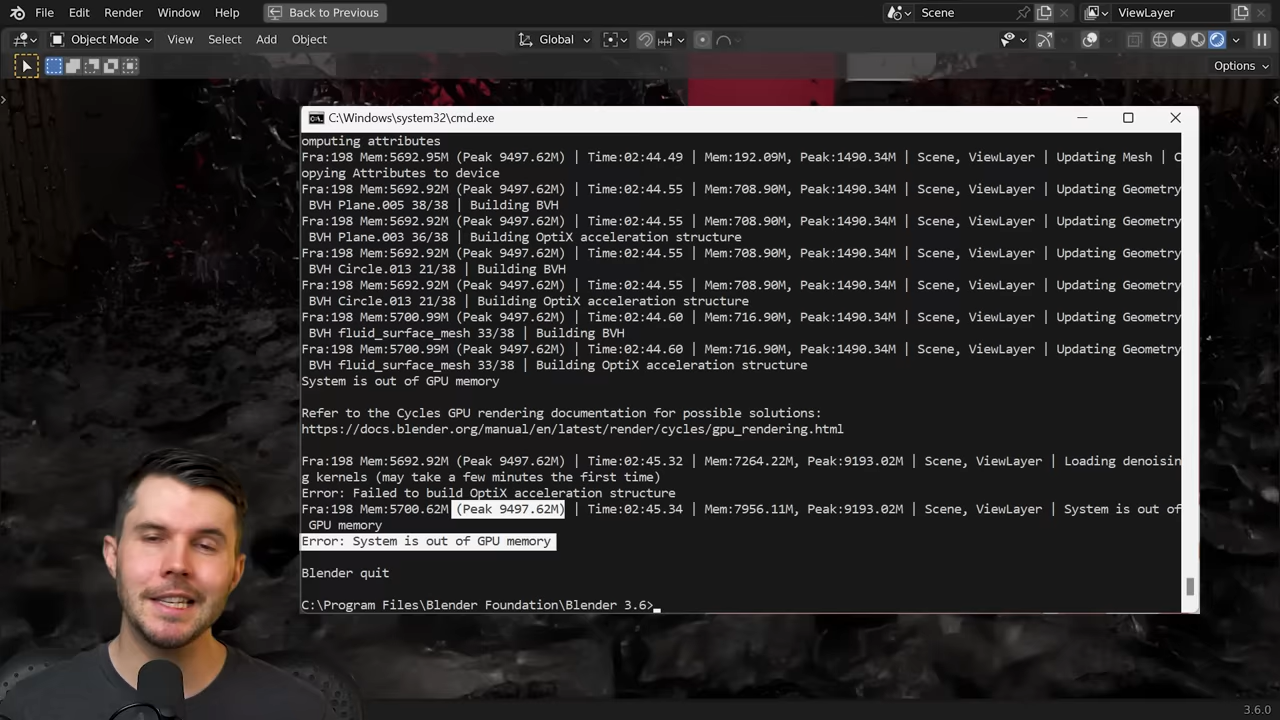 File Edit Render Window Help Back to Previous Scene ViewLayer
Object Mode View Select Add Object Global
Options
C:\Windows\system32\cmd.exe
omputing attributes
Fra:198 Mem:5692.95M (Peak 9497.62M) | Time:02:44.49 | Mem:192.09M, Peak:1490.34M | Scene, ViewLayer | Updating Mesh | C
opying Attributes to device
Fra:198 Mem:5692.92M (Peak 9497.62M) | Time:02:44.55 | Mem:708.90M, Peak:1490.34M | Scene, ViewLayer | Updating Geometry
BVH Plane.005 38/38 | Building BVH
Fra:198 Mem:5692.92M (Peak 9497.62M) | Time:02:44.55 | Mem:708.90M, Peak:1490.34M | Scene, ViewLayer | Updating Geometry
BVH Plane.003 36/38 | Building OptiX acceleration structure
Fra:198 Mem:5692.92M (Peak 9497.62M) | Time:02:44.55 | Mem:708.90M, Peak:1490.34M | Scene, ViewLayer | Updating Geometry
BVH Circle.013 21/38 | Building BVH
Fra:198 Mem:5692.92M (Peak 9497.62M) | Time:02:44.55 | Mem:708.90M, Peak:1490.34M | Scene, ViewLayer | Updating Geometry
BVH Circle.013 21/38 | Building OptiX acceleration structure
Fra:198 Mem:5700.99M (Peak 9497.62M) | Time:02:44.60 | Mem:716.90M, Peak:1490.34M | Scene, ViewLayer | Updating Geometry
BVH fluid_surface_mesh 33/38 | Building BVH
Fra:198 Mem:5700.99M (Peak 9497.62M) | Time:02:44.60 | Mem:716.90M, Peak:1490.34M | Scene, ViewLayer | Updating Geometry
BVH fluid_surface_mesh 33/38 | Building OptiX acceleration structure
System is out of GPU memory
Refer to the Cycles GPU rendering documentation for possible solutions:
https://docs.blender.org/manual/en/latest/render/cycles/gpu_rendering.html
Fra:198 Mem:5692.92M (Peak 9497.62M) | Time:02:45.32 | Mem:7264.22M, Peak:9193.02M | Scene, ViewLayer | Loading denoisin
g kernels (may take a few minutes the first time)
Error: Failed to build OptiX acceleration structure
Fra:198 Mem:5700.62M (Peak 9497.62M) | Time:02:45.34 | Mem:7956.11M, Peak:9193.02M | Scene, ViewLayer | System is out of
GPU memory
Error: System is out of GPU memory
Blender quit
C:\Program Files\Blender Foundation\Blender 3.6>
3.6.0